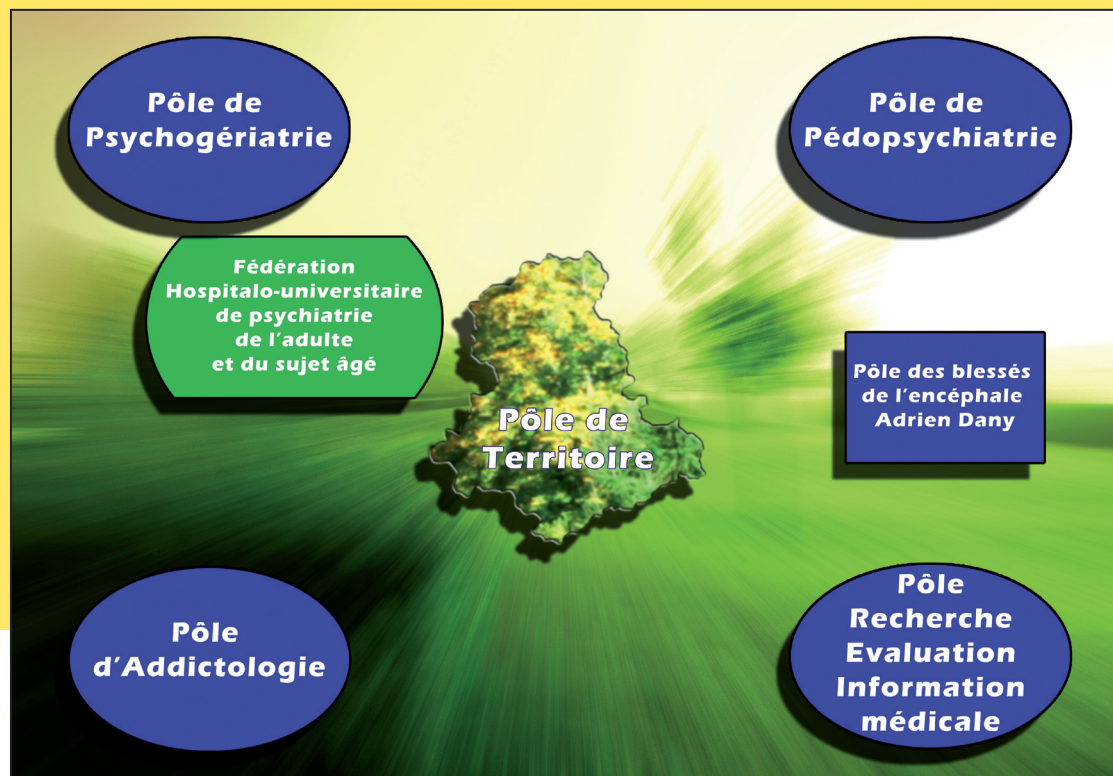 Pôle de
Psychogériatrie
Pôle de
Pédopsychiatrie
Fédération
Hospitalo-universitaire
de psychiatrie
de l'adulte
et du sujet âgé
Pôle de
Territoire
Pôle des blessés
de l'encéphale
Adrien Dany
Pôle
d'Addictologie
Pôle
Recherche
Evaluation
Information
médicale